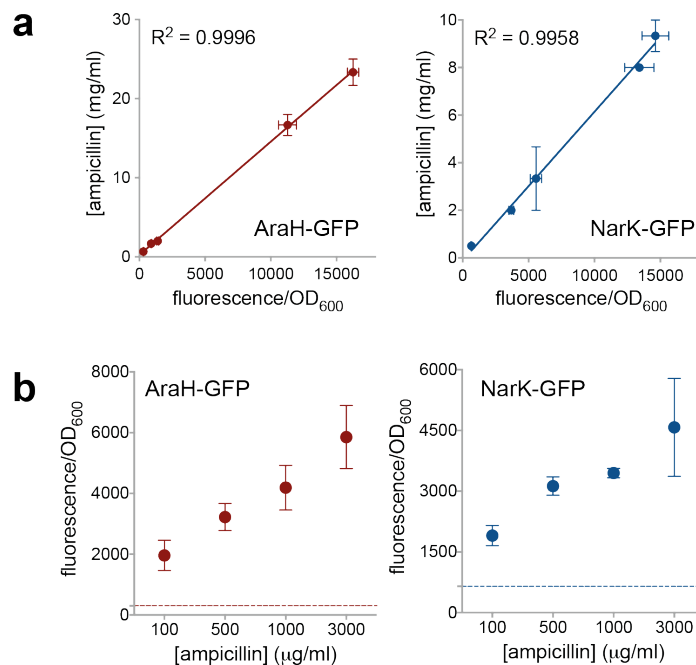 a
R² = 0.9996
[ampicillin] (mg/ml)
30
20
10
0
AraH-GFP
0 5000 10000 15000
fluorescence/OD₆₀₀
R² = 0.9958
[ampicillin] (mg/ml)
10
8
6
4
2
0
NarK-GFP
0 5000 10000 15000
fluorescence/OD₆₀₀
b
AraH-GFP
fluorescence/OD₆₀₀
8000
6000
4000
2000
0
100 500 1000 3000
[ampicillin] (μg/ml)
NarK-GFP
fluorescence/OD₆₀₀
6000
4500
3000
1500
0
100 500 1000 3000
[ampicillin] (μg/ml)